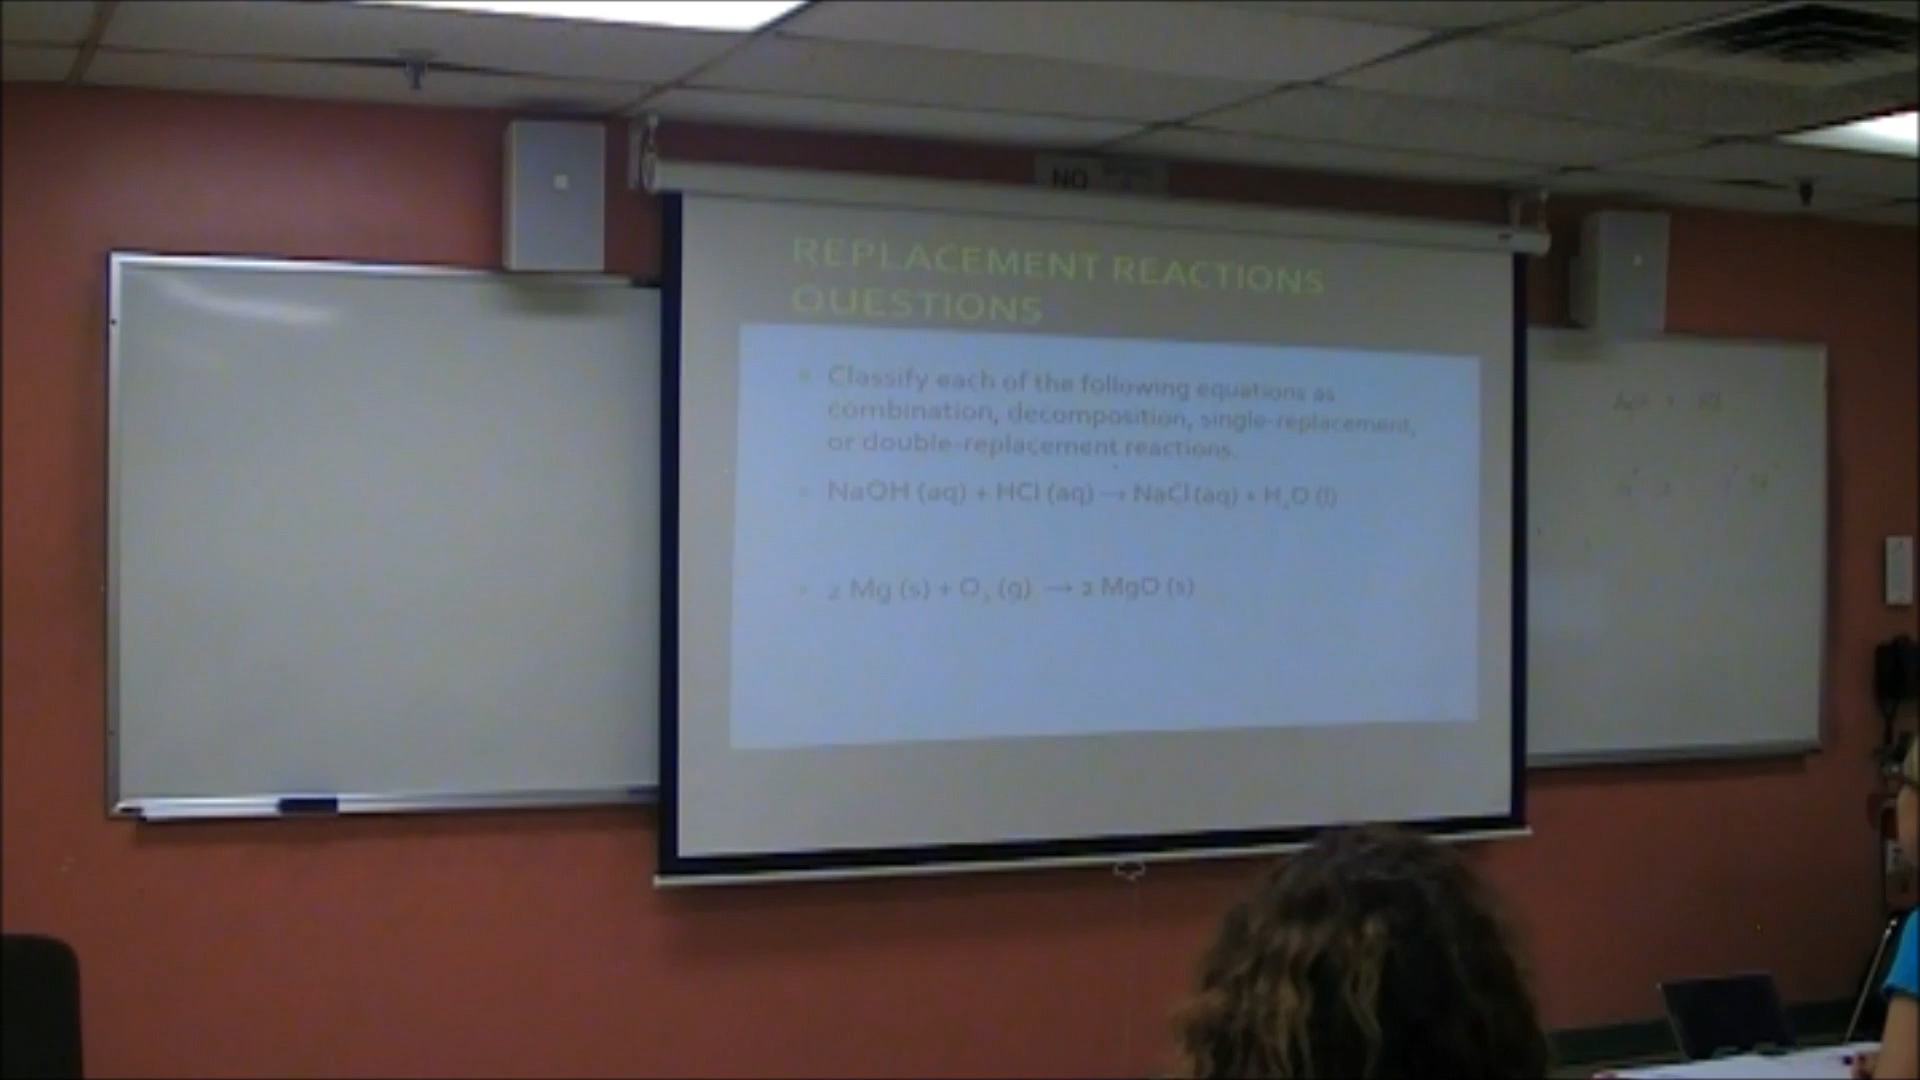 NO
REPLACEMENT REACTIONS
QUESTIONS
Classify each of the following equations as
combination, decomposition, single-replacement,
or double-replacement reactions.
NaOH (aq) + HCl (aq) → NaCl (aq) + H₂O (l)
2 Mg (s) + O₂ (g) → 2 MgO (s)